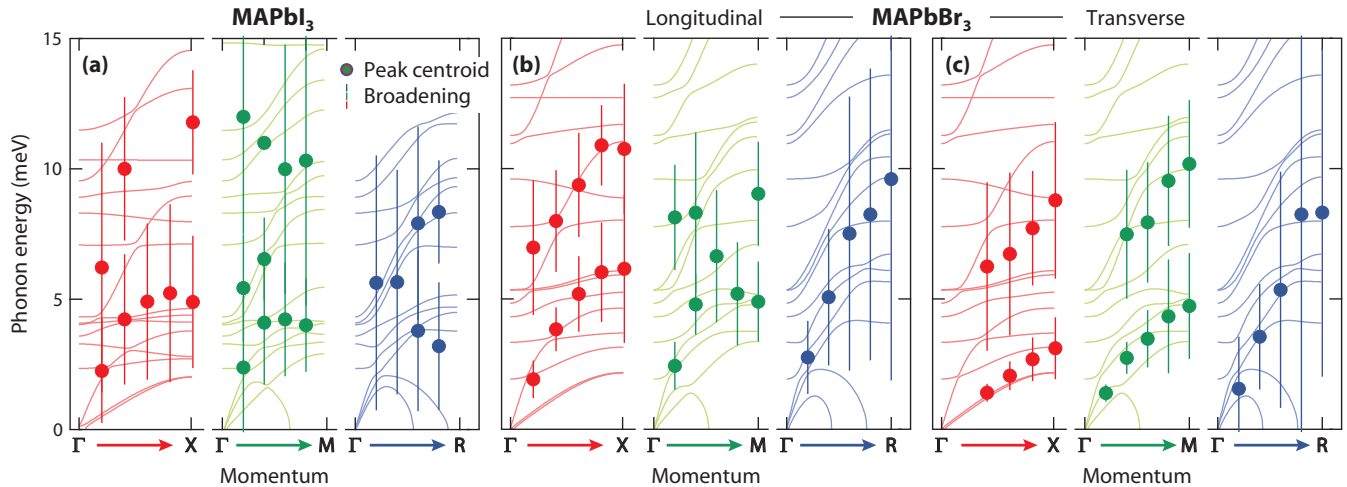 MAPbI3
Longitudinal MAPbBr3 Transverse
15
(a)
Peak centroid
Broadening
(b)
(c)
10
5
0
Phonon energy (meV)
Γ X Γ M Γ R Γ X Γ M Γ R Γ X Γ M Γ R
Momentum Momentum Momentum